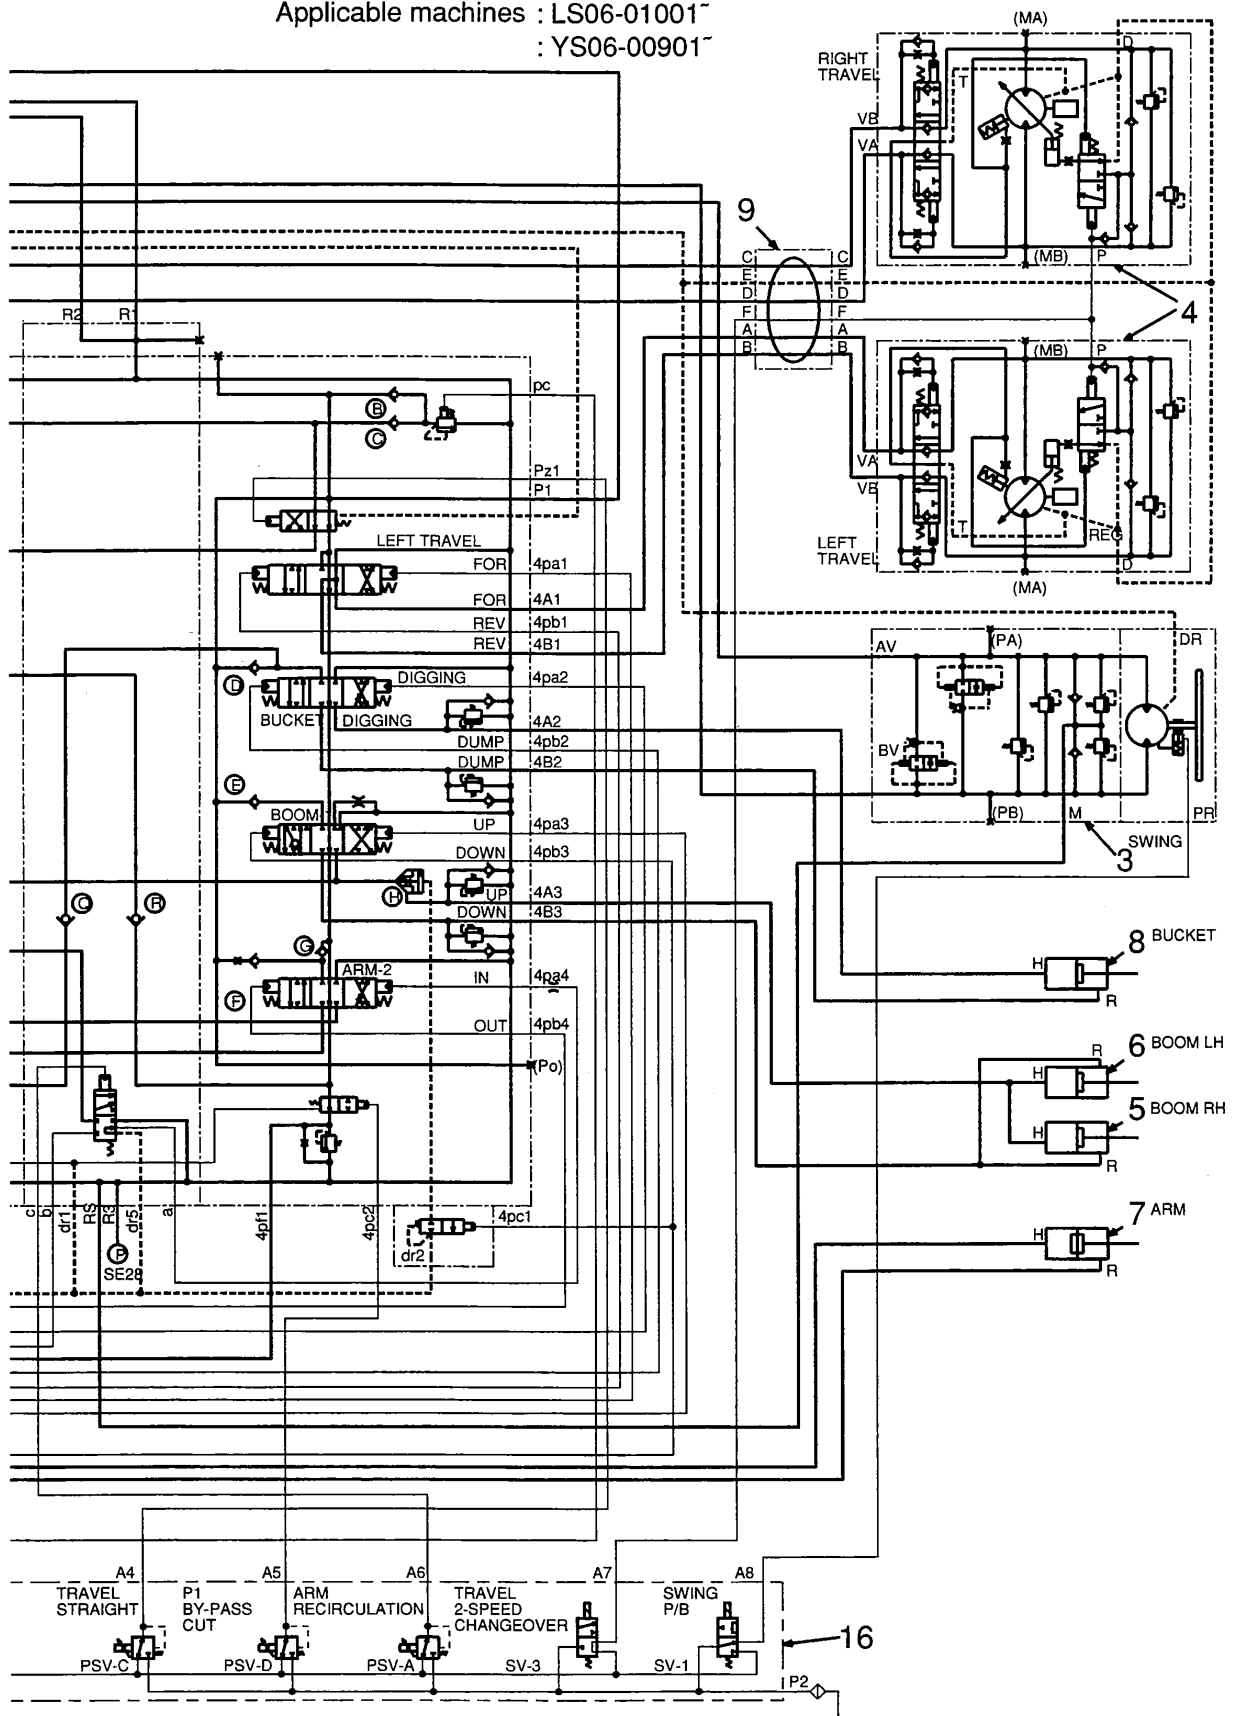 Applicable machines : LS06-01001~
: YS06-00901~
(MA)
D
RIGHT
TRAVEL
T
VB
VA
(MB)
P
9
C
C
E
E
D
D
F
F
A
A
B
B
4
R2
R1
(MB)
P
pc
B
C
VA
VB
Pz1
P1
T
REG
D
LEFT
TRAVEL
(MA)
LEFT TRAVEL
FOR
4pa1
FOR
4A1
REV
4pb1
REV
4B1
AV
(PA)
DR
D
DIGGING
4pa2
BUCKET
DIGGING
4A2
DUMP
4pb2
DUMP
4B2
BV
E
(PB)
M
PR
3
SWING
BOOM
UP
4pa3
DOWN
4pb3
H
UP
4A3
DOWN
4B3
Q
R
G
ARM-2
IN
4pa4
F
OUT
4pb4
(Po)
8 BUCKET
H
R
6 BOOM LH
R
H
5 BOOM RH
H
R
7 ARM
H
R
c
b
dr1
RS
R3
dr5
a
4pf1
4pc2
4pc1
dr2
P
SE28
A4
A5
A6
A7
A8
TRAVEL
STRAIGHT
P1
BY-PASS
CUT
ARM
RECIRCULATION
TRAVEL
2-SPEED
CHANGEOVER
SWING
P/B
16
PSV-C
PSV-D
PSV-A
SV-3
SV-1
P2